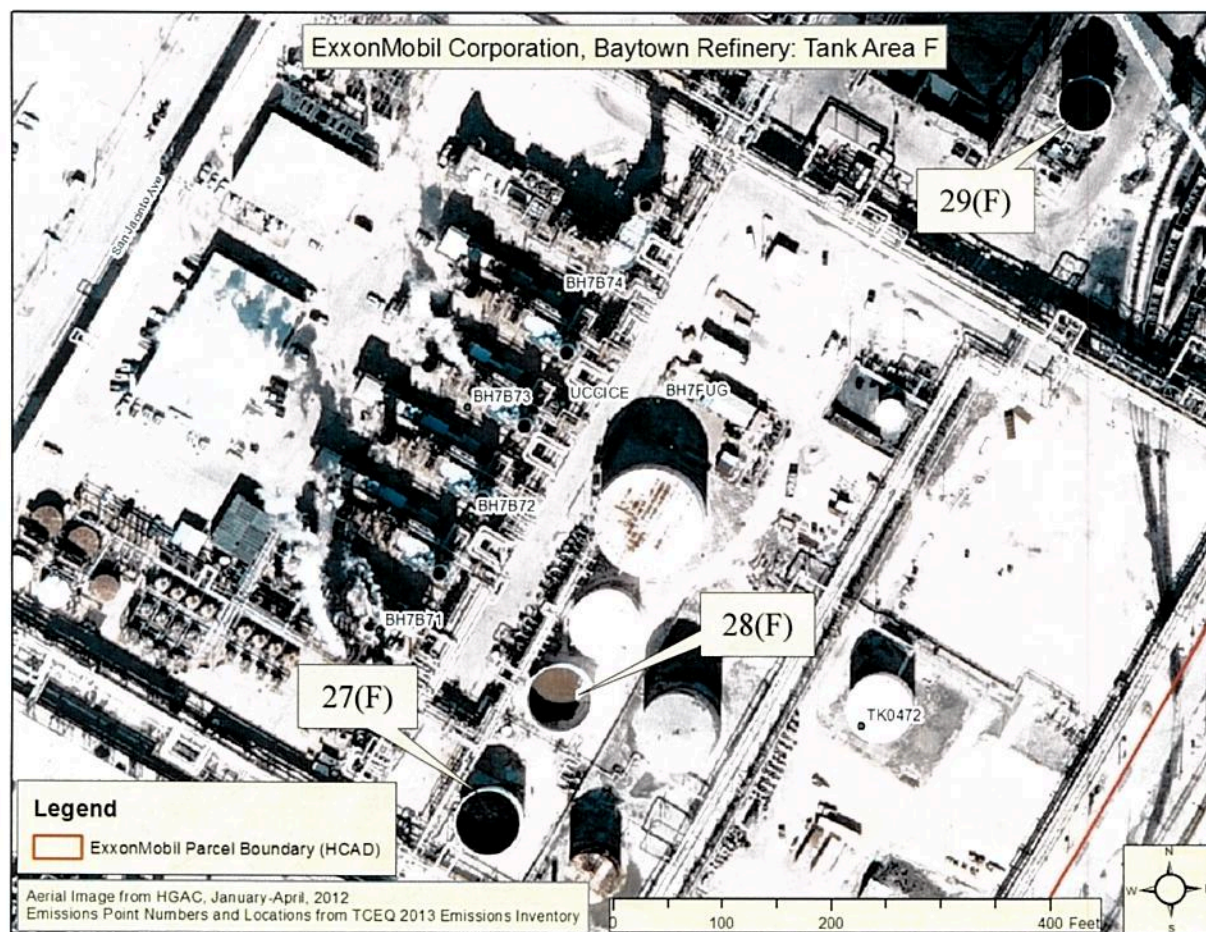 ExxonMobil Corporation, Baytown Refinery: Tank Area F
29(F)
San Jacinto Ave
BH7B74
BH7B73
UCCICE
BH7FUG
BH7B72
28(F)
BH7B71
27(F)
TK0472
Legend
ExxonMobil Parcel Boundary (HCAD)
Aerial Image from HGAC, January-April, 2012
Emissions Point Numbers and Locations from TCEQ 2013 Emissions Inventory
0 100 200 400 Feet
N
W
S